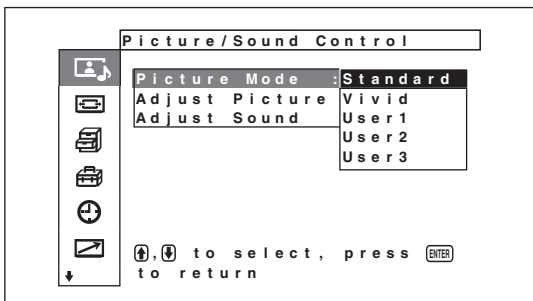 Picture/Sound Control
Picture Mode :Standard
Adjust Picture Vivid
Adjust Sound User1
User2
User3
↑,↓ to select, press ENTER
to return